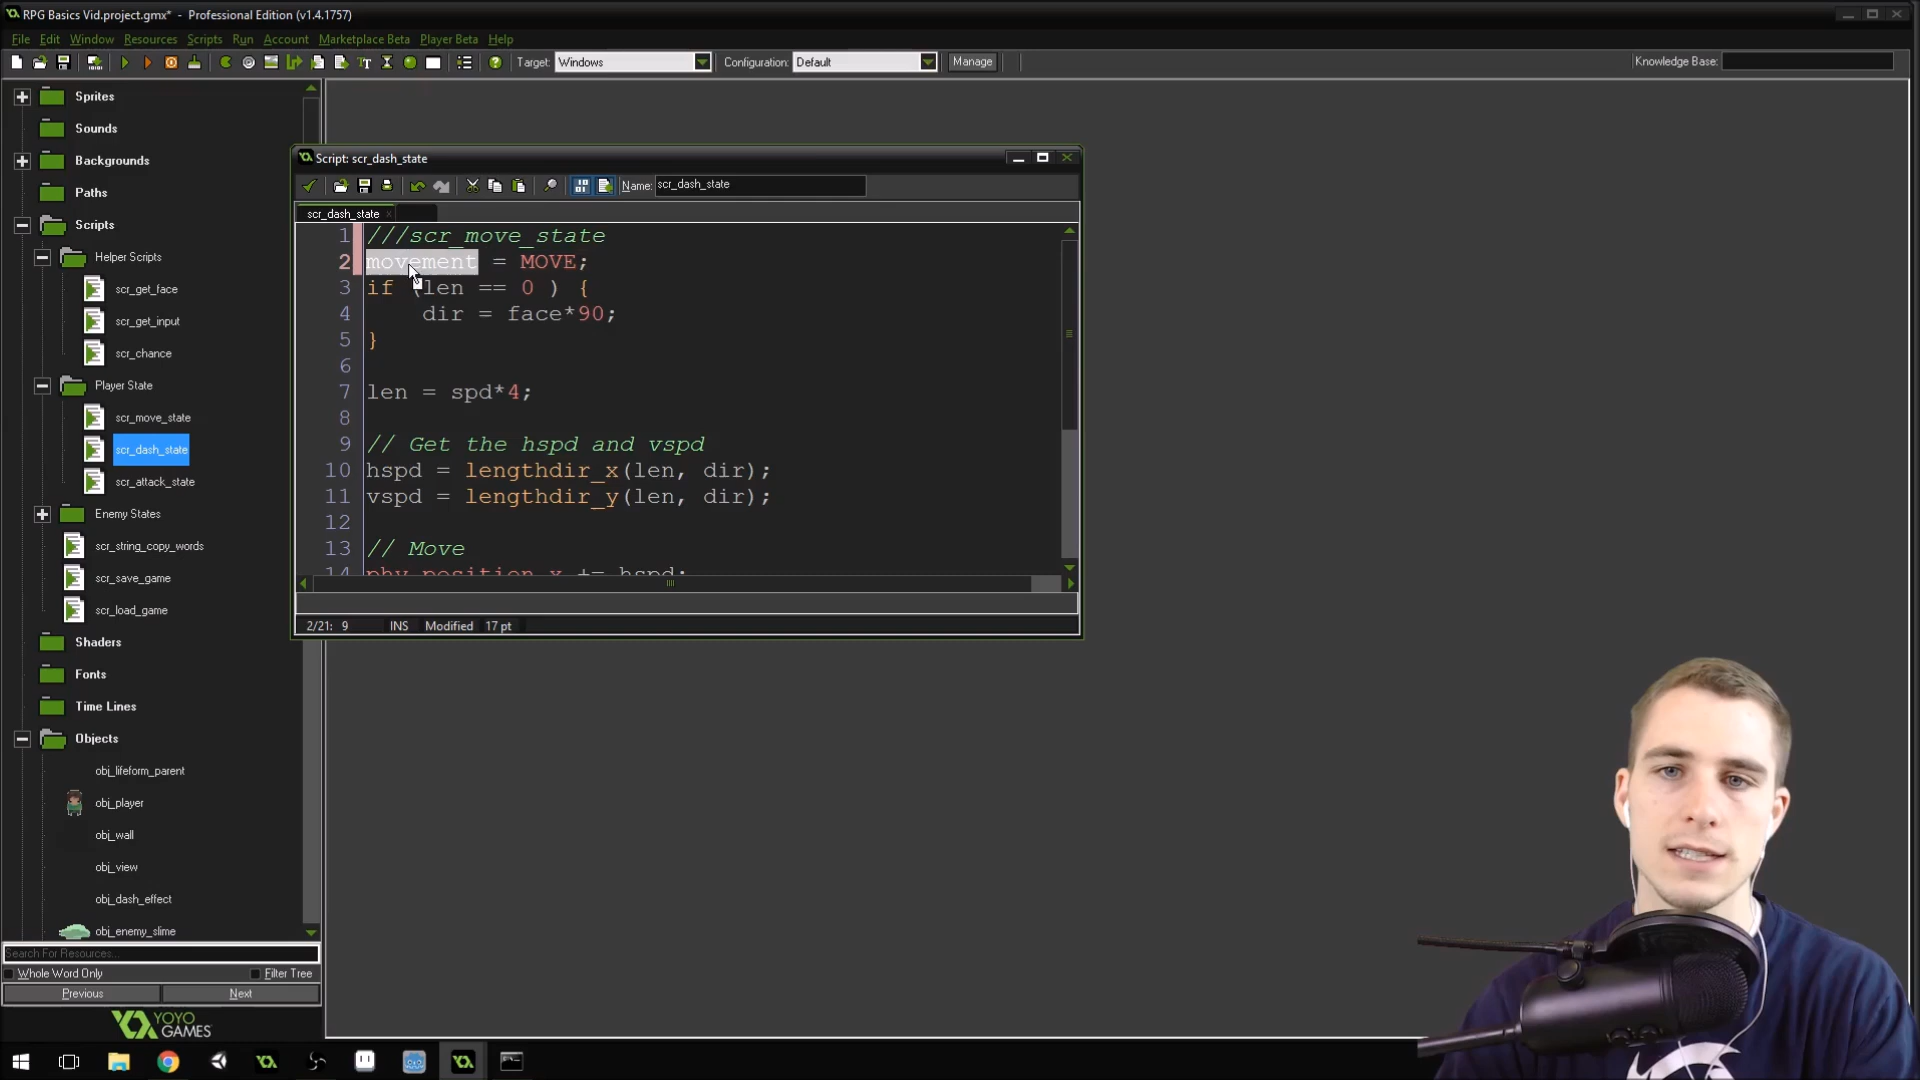 RPG Basics Vid.project.gmx* - Professional Edition (v1.4.1757)
File Edit Window Resources Scripts Run Account Marketplace Beta Player Beta Help
Target: Windows Configuration: Default Manage Knowledge Base:
Sprites
Sounds
Backgrounds
Paths
Scripts
Helper Scripts
scr_get_face
scr_get_input
scr_chance
Player State
scr_move_state
scr_dash_state
scr_attack_state
Enemy States
scr_string_copy_words
scr_save_game
scr_load_game
Shaders
Fonts
Time Lines
Objects
obj_lifeform_parent
obj_player
obj_wall
obj_view
obj_dash_effect
obj_enemy_slime
Search For Resources...
Whole Word Only Filter Tree
Previous Next
YOYO
GAMES
Script: scr_dash_state
Name: scr_dash_state
scr_dash_state
1 ///scr_move_state
2 movement = MOVE;
3 if (len == 0 ) {
4 dir = face*90;
5 }
6
7 len = spd*4;
8
9 // Get the hspd and vspd
10 hspd = lengthdir_x(len, dir);
11 vspd = lengthdir_y(len, dir);
12
13 // Move
14 phy_position_x += hspd;
2/21: 9 INS Modified 17 pt